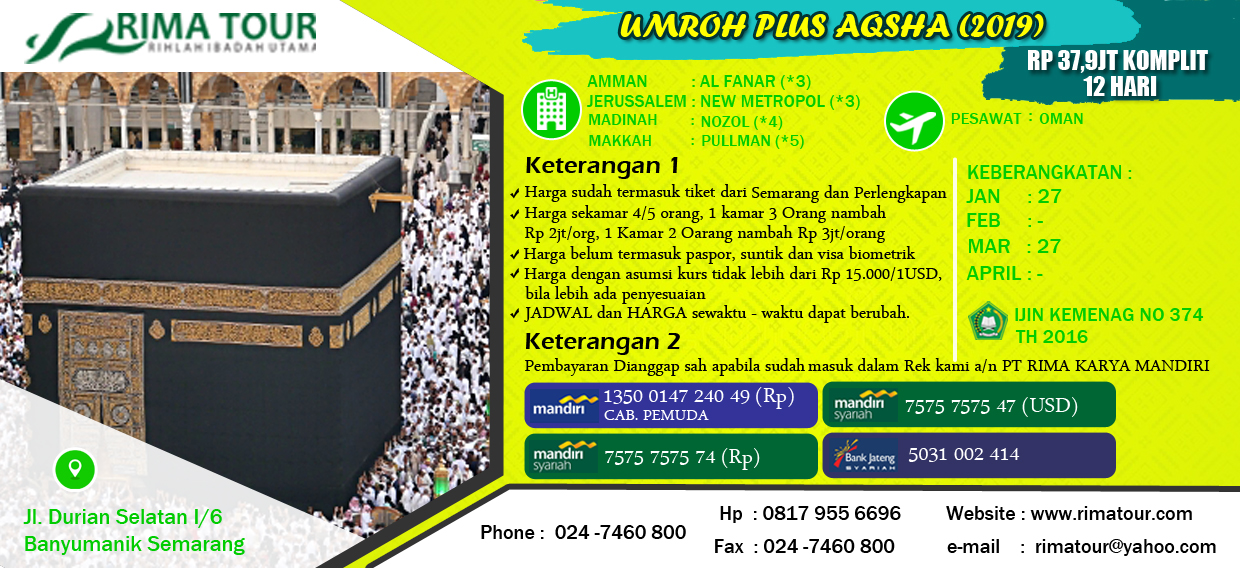 RIMA TOUR
RIHLAH IBADAH UTAMA
UMROH PLUS AQSHA (2019)
RP 37,9JT KOMPLIT
12 HARI
AMMAN : AL FANAR (*3)
JERUSSALEM : NEW METROPOL (*3)
MADINAH : NOZOL (*4)
MAKKAH : PULLMAN (*5)
PESAWAT : OMAN
Keterangan 1
Harga sudah termasuk tiket dari Semarang dan Perlengkapan
Harga sekamar 4/5 orang, 1 kamar 3 Orang nambah
Rp 2jt/org, 1 Kamar 2 Oarang nambah Rp 3jt/orang
Harga belum termasuk paspor, suntik dan visa biometrik
Harga dengan asumsi kurs tidak lebih dari Rp 15.000/1USD,
bila lebih ada penyesuaian
JADWAL dan HARGA sewaktu - waktu dapat berubah.
KEBERANGKATAN :
JAN : 27
FEB : -
MAR : 27
APRIL : -
IJIN KEMENAG NO 374
TH 2016
Keterangan 2
Pembayaran Dianggap sah apabila sudah masuk dalam Rek kami a/n PT RIMA KARYA MANDIRI
mandiri 1350 0147 240 49 (Rp)
CAB. PEMUDA
mandiri syariah 7575 7575 47 (USD)
mandiri syariah 7575 7575 74 (Rp)
Bank Jateng SYARIAH 5031 002 414
Jl. Durian Selatan I/6
Banyumanik Semarang
Phone : 024 -7460 800
Hp : 0817 955 6696
Fax : 024 -7460 800
Website : www.rimatour.com
e-mail : rimatour@yahoo.com